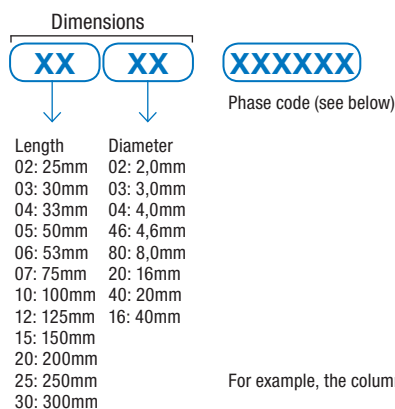 Dimensions
XX XX XXXXXX
Phase code (see below)
Length Diameter
02: 25mm 02: 2,0mm
03: 30mm 03: 3,0mm
04: 33mm 04: 4,0mm
05: 50mm 46: 4,6mm
06: 53mm 80: 8,0mm
07: 75mm 20: 16mm
10: 100mm 40: 20mm
12: 125mm 16: 40mm
15: 150mm
20: 200mm
25: 250mm For example, the colum
30: 300mm